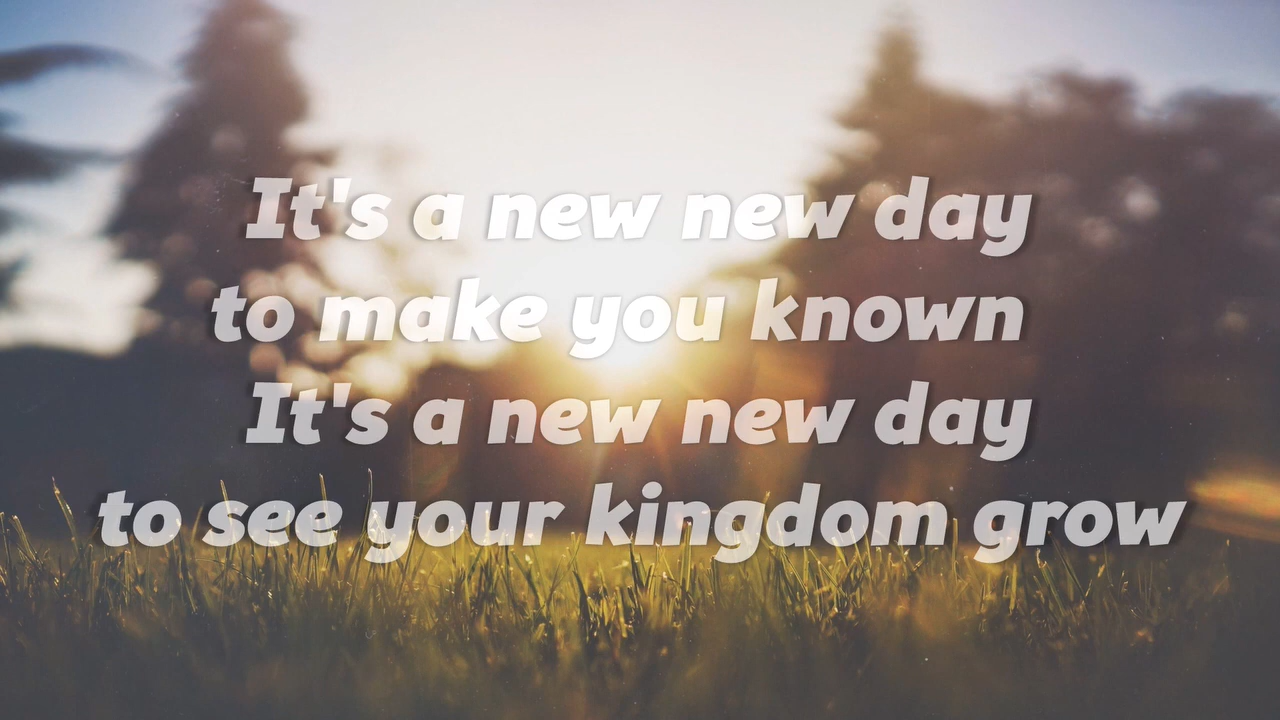 It's a new new day
to make you known
It's a new new day
to see your kingdom grow